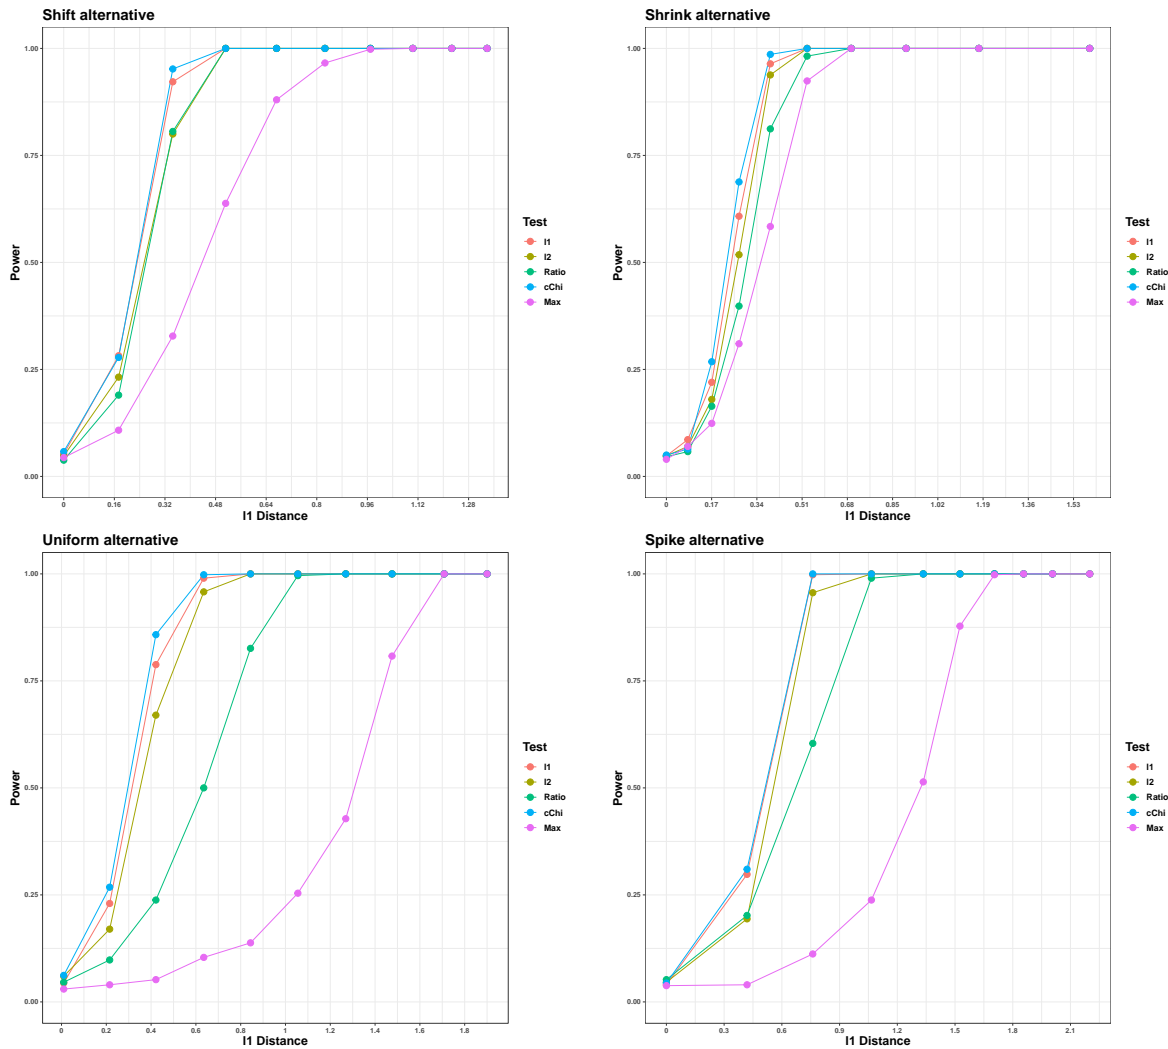 Shift alternative
1.00
0.75
0.50
0.25
0.00
Power
0 0.16 0.32 0.48 0.64 0.8 0.96 1.12 1.28
l1 Distance
Test
l1
l2
Ratio
cChi
Max
Shrink alternative
1.00
0.75
0.50
0.25
0.00
Power
0 0.17 0.34 0.51 0.68 0.85 1.02 1.19 1.36 1.53
l1 Distance
Test
l1
l2
Ratio
cChi
Max
Uniform alternative
1.00
0.75
0.50
0.25
0.00
Power
0 0.2 0.4 0.6 0.8 1 1.2 1.4 1.6 1.8
l1 Distance
Test
l1
l2
Ratio
cChi
Max
Spike alternative
1.00
0.75
0.50
0.25
0.00
Power
0 0.3 0.6 0.9 1.2 1.5 1.8 2.1
l1 Distance
Test
l1
l2
Ratio
cChi
Max